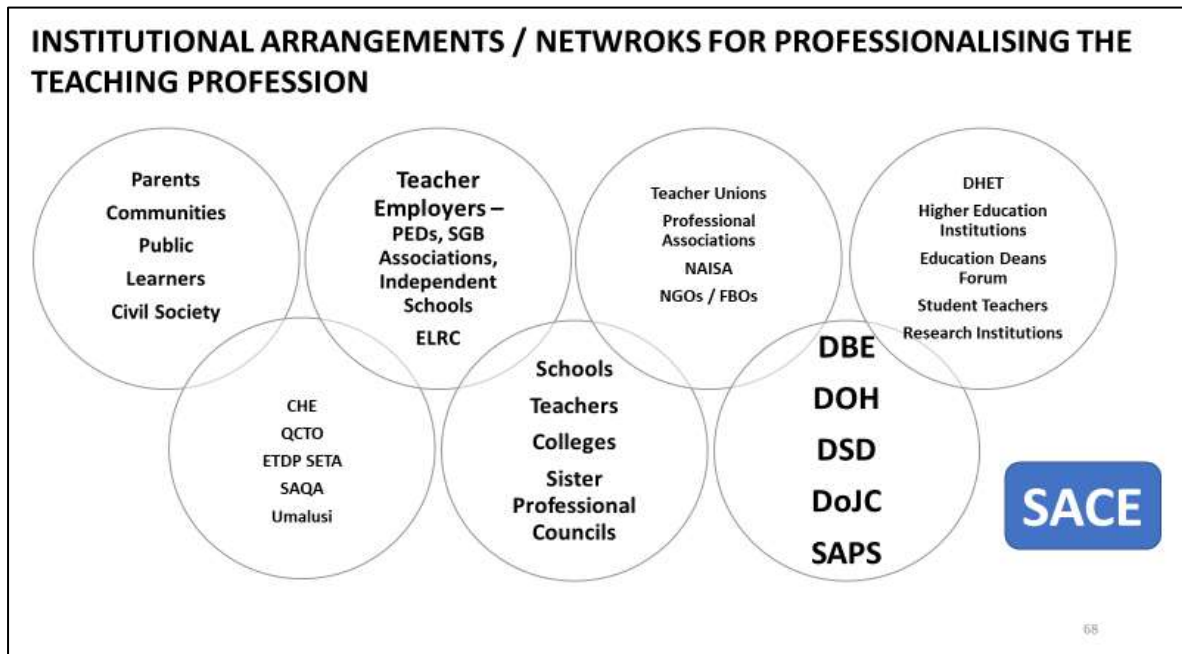 INSTITUTIONAL ARRANGEMENTS / NETWROKS FOR PROFESSIONALISING THE
TEACHING PROFESSION
Parents
Communities
Public
Learners
Civil Society
Teacher
Employers –
PEDs, SGB
Associations,
Independent
Schools
ELRC
Teacher Unions
Professional
Associations
NAISA
NGOs / FBOs
DHET
Higher Education
Institutions
Education Deans
Forum
Student Teachers
Research Institutions
CHE
QCTO
ETDP SETA
SAQA
Umalusi
Schools
Teachers
Colleges
Sister
Professional
Councils
DBE
DOH
DSD
DoJC
SAPS
SACE
68